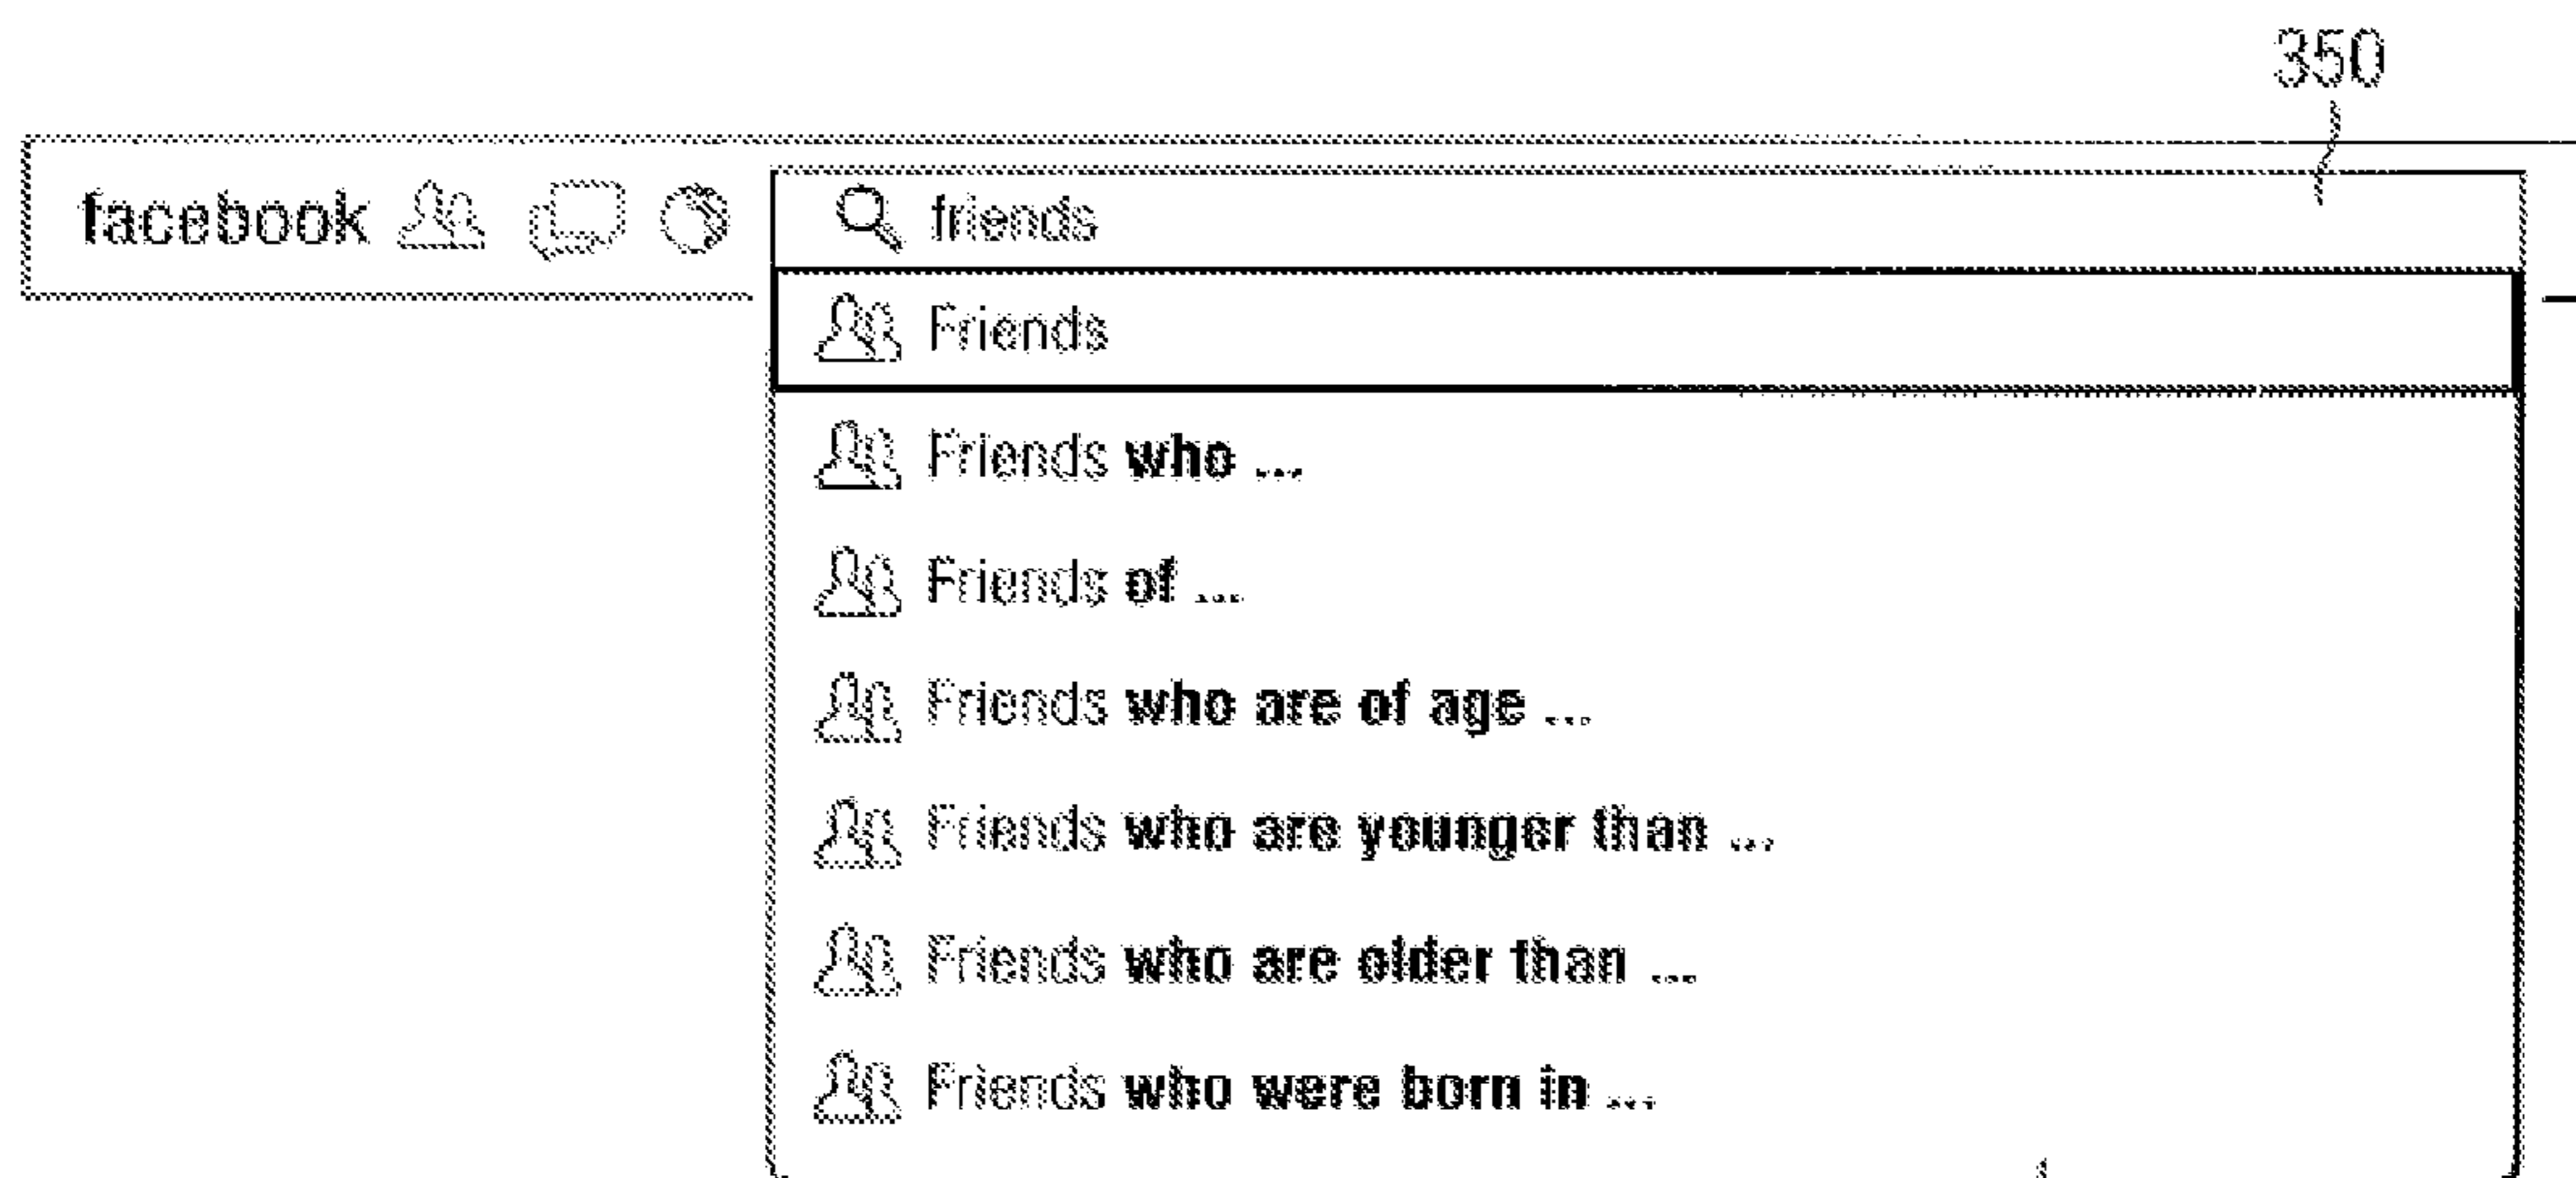 350
facebook friends
Friends
Friends who ...
Friends of ...
Friends who are of age ...
Friends who are younger than ...
Friends who are older than ...
Friends who were born in ...